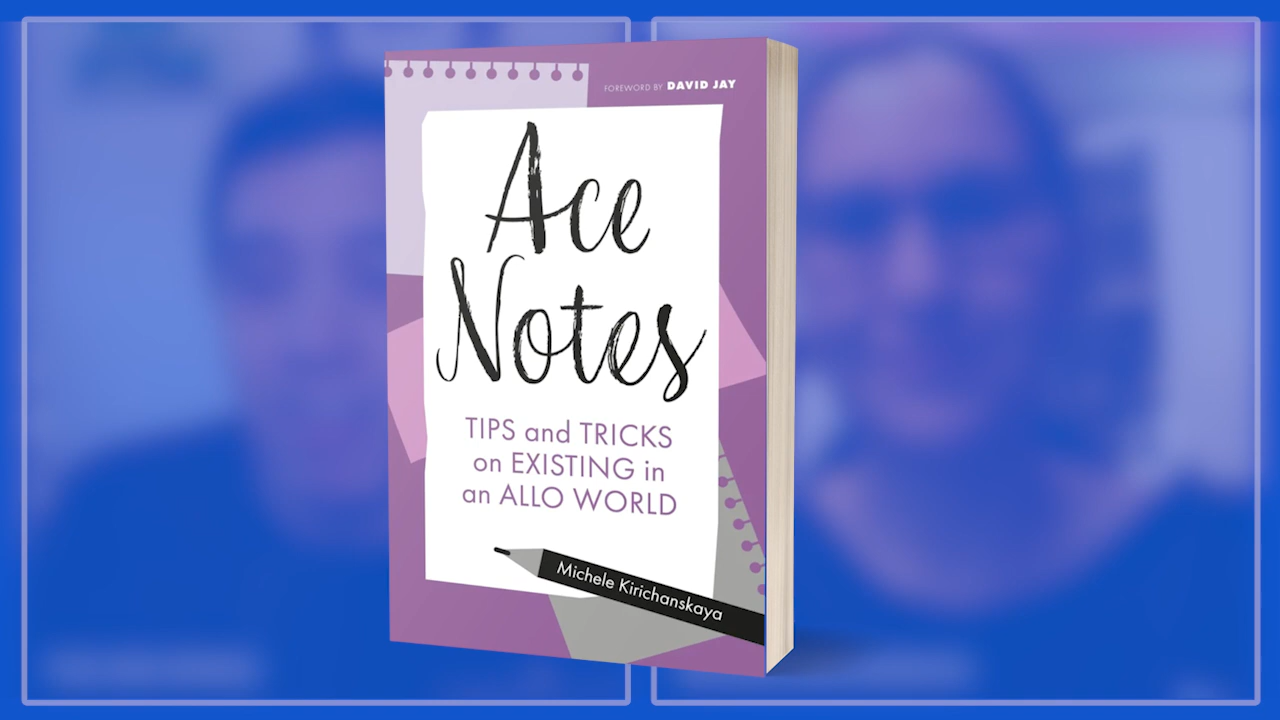 FOREWORD BY DAVID JAY
Ace
Notes
TIPS and TRICKS
on EXISTING in
an ALLO WORLD
Michele Kirichanskaya